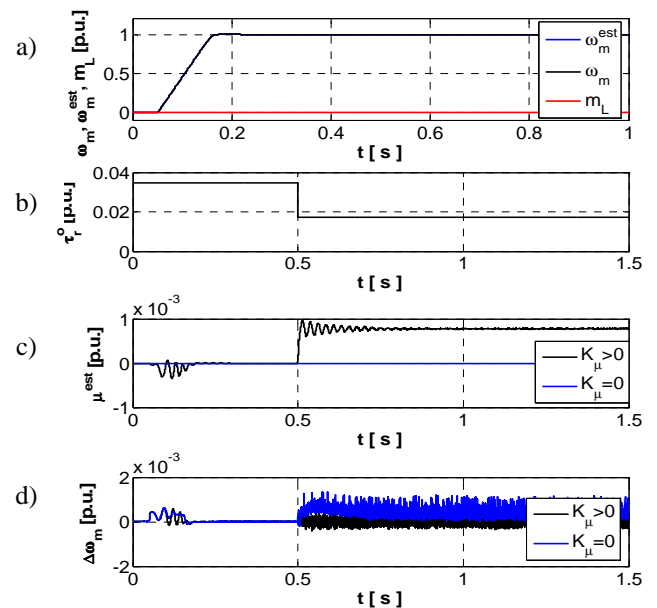 a)
ω_m, ω_m^est, m_L [p.u.]
1
0.5
0
ω_m^est
ω_m
m_L
0 0.2 0.4 0.6 0.8 1
t [ s ]
b)
τ_r^o [p.u.]
0.04
0.02
0
0 0.5 1 1.5
t [ s ]
c)
μ^est [p.u.]
x 10^-3
1
0
-1
K_μ>0
K_μ=0
0 0.5 1 1.5
t [ s ]
d)
Δω_m [p.u.]
x 10^-3
2
0
-2
K_μ>0
K_μ=0
0 0.5 1 1.5
t [ s ]